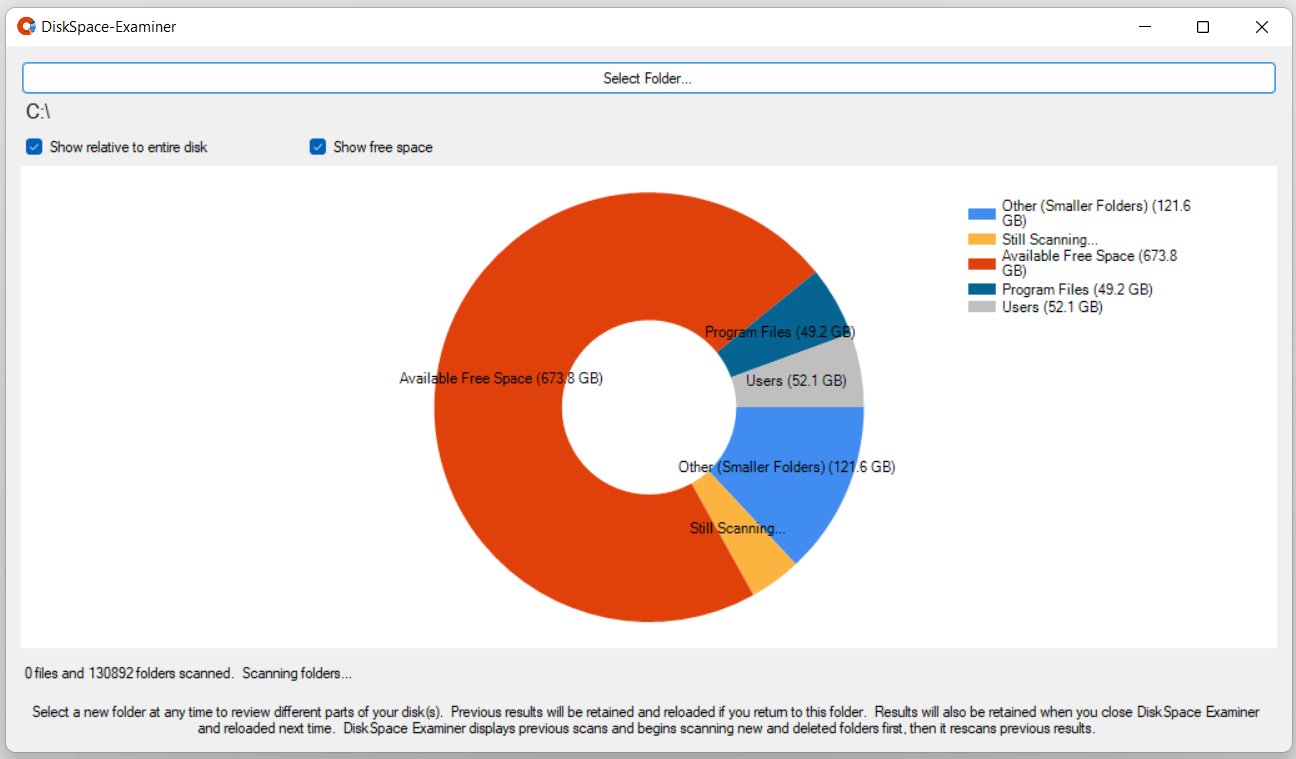 DiskSpace-Examiner
Select Folder...
C:\
Show relative to entire disk
Show free space
Other (Smaller Folders) (121.6
GB)
Still Scanning...
Available Free Space (673.8
GB)
Program Files (49.2 GB)
Users (52.1 GB)
Program Files (49.2 GB)
Available Free Space (673.8 GB)
Users (52.1 GB)
Other (Smaller Folders) (121.6 GB)
Still Scanning...
0 files and 130892 folders scanned.  Scanning folders...
Select a new folder at any time to review different parts of your disk(s).  Previous results will be retained and reloaded if you return to this folder.  Results will also be retained when you close DiskSpace Examiner
and reloaded next time.  DiskSpace Examiner displays previous scans and begins scanning new and deleted folders first, then it rescans previous results.